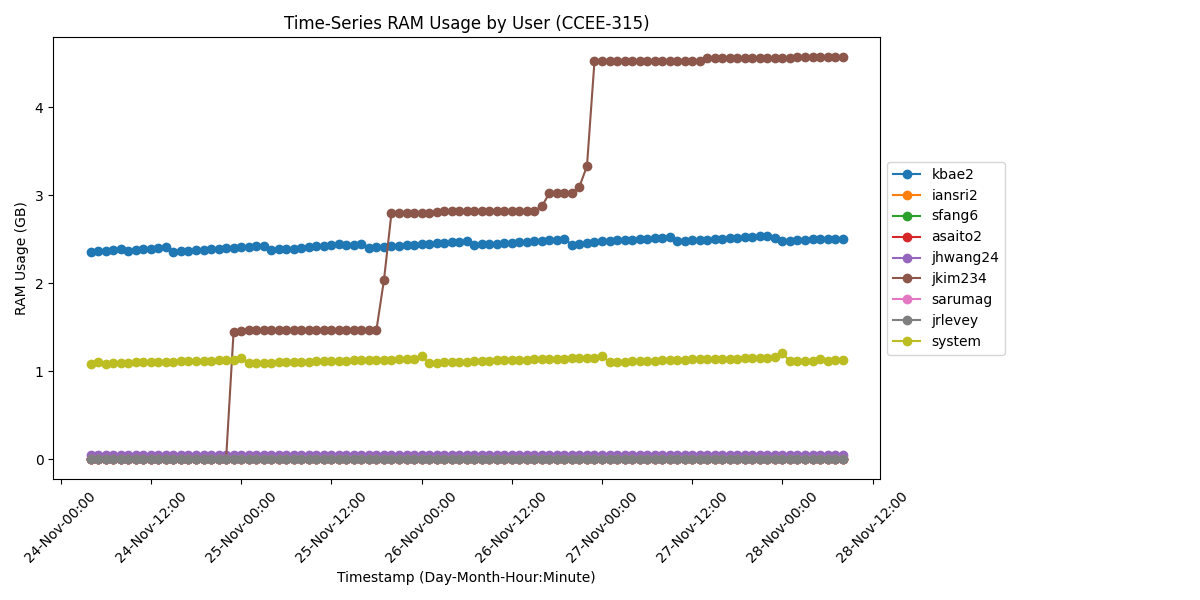 Time-Series RAM Usage by User (CCEE-315)
RAM Usage (GB)
4
3
2
1
0
24-Nov-00:00
24-Nov-12:00
25-Nov-00:00
25-Nov-12:00
26-Nov-00:00
26-Nov-12:00
27-Nov-00:00
27-Nov-12:00
28-Nov-00:00
28-Nov-12:00
Timestamp (Day-Month-Hour:Minute)
kbae2
iansri2
sfang6
asaito2
jhwang24
jkim234
sarumag
jrlevey
system